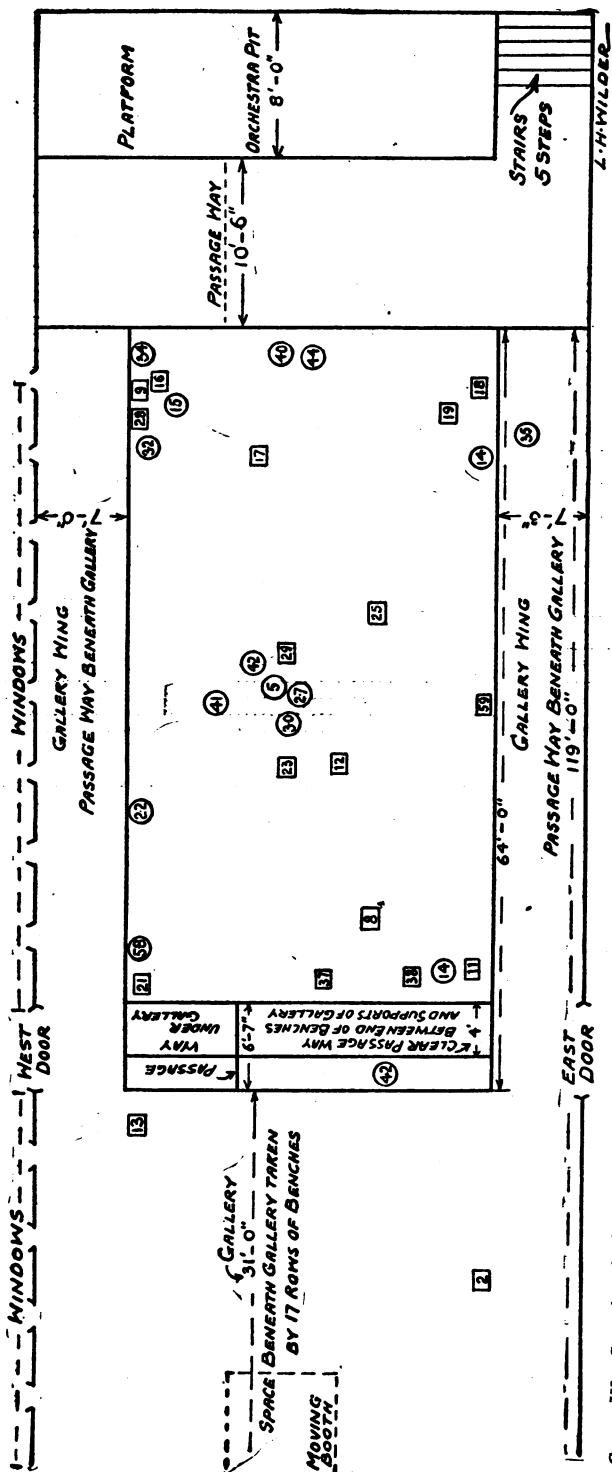 WINDOWS
WEST DOOR
WINDOWS
WINDOWS
GALLERY WING
PASSAGE WAY BENEATH GALLERY
7'-0"
PLATFORM
PASSAGE WAY
10'-6"
ORCHESTRA PIT
8'-0"
STAIRS
5 STEPS
L.H. WILDER
13
21
58
22
32
28
9
16
34
15
17
40
44
41
42
5
29
27
30
23
12
25
8
37
38
14
11
59
14
19
18
35
42
2
PASSAGE
WAY
UNDER
GALLERY
6'-7"
4'
CLEAR PASSAGE WAY
BETWEEN END OF BENCHES
AND SUPPORTS OF GALLERY
GALLERY
31'-0"
SPACE BENEATH GALLERY TAKEN
BY 17 ROWS OF BENCHES
MOVING
BOOTH
64'-0"
GALLERY WING
PASSAGE WAY BENEATH GALLERY
119'-0"
7'-0"
EAST
DOOR